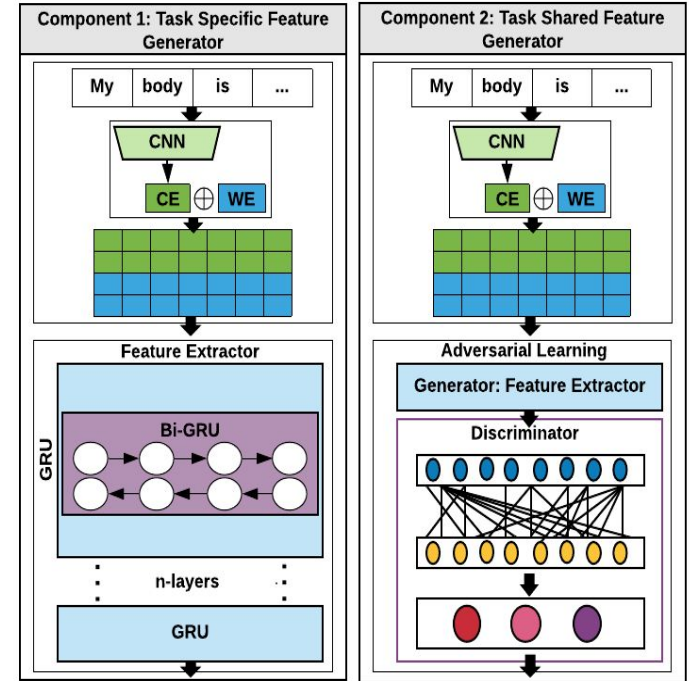 Component 1: Task Specific Feature
Generator
My body is ...
CNN
CE WE
Feature Extractor
GRU
Bi-GRU
n-layers
GRU
Component 2: Task Shared Feature
Generator
My body is ...
CNN
CE WE
Adversarial Learning
Generator: Feature Extractor
Discriminator